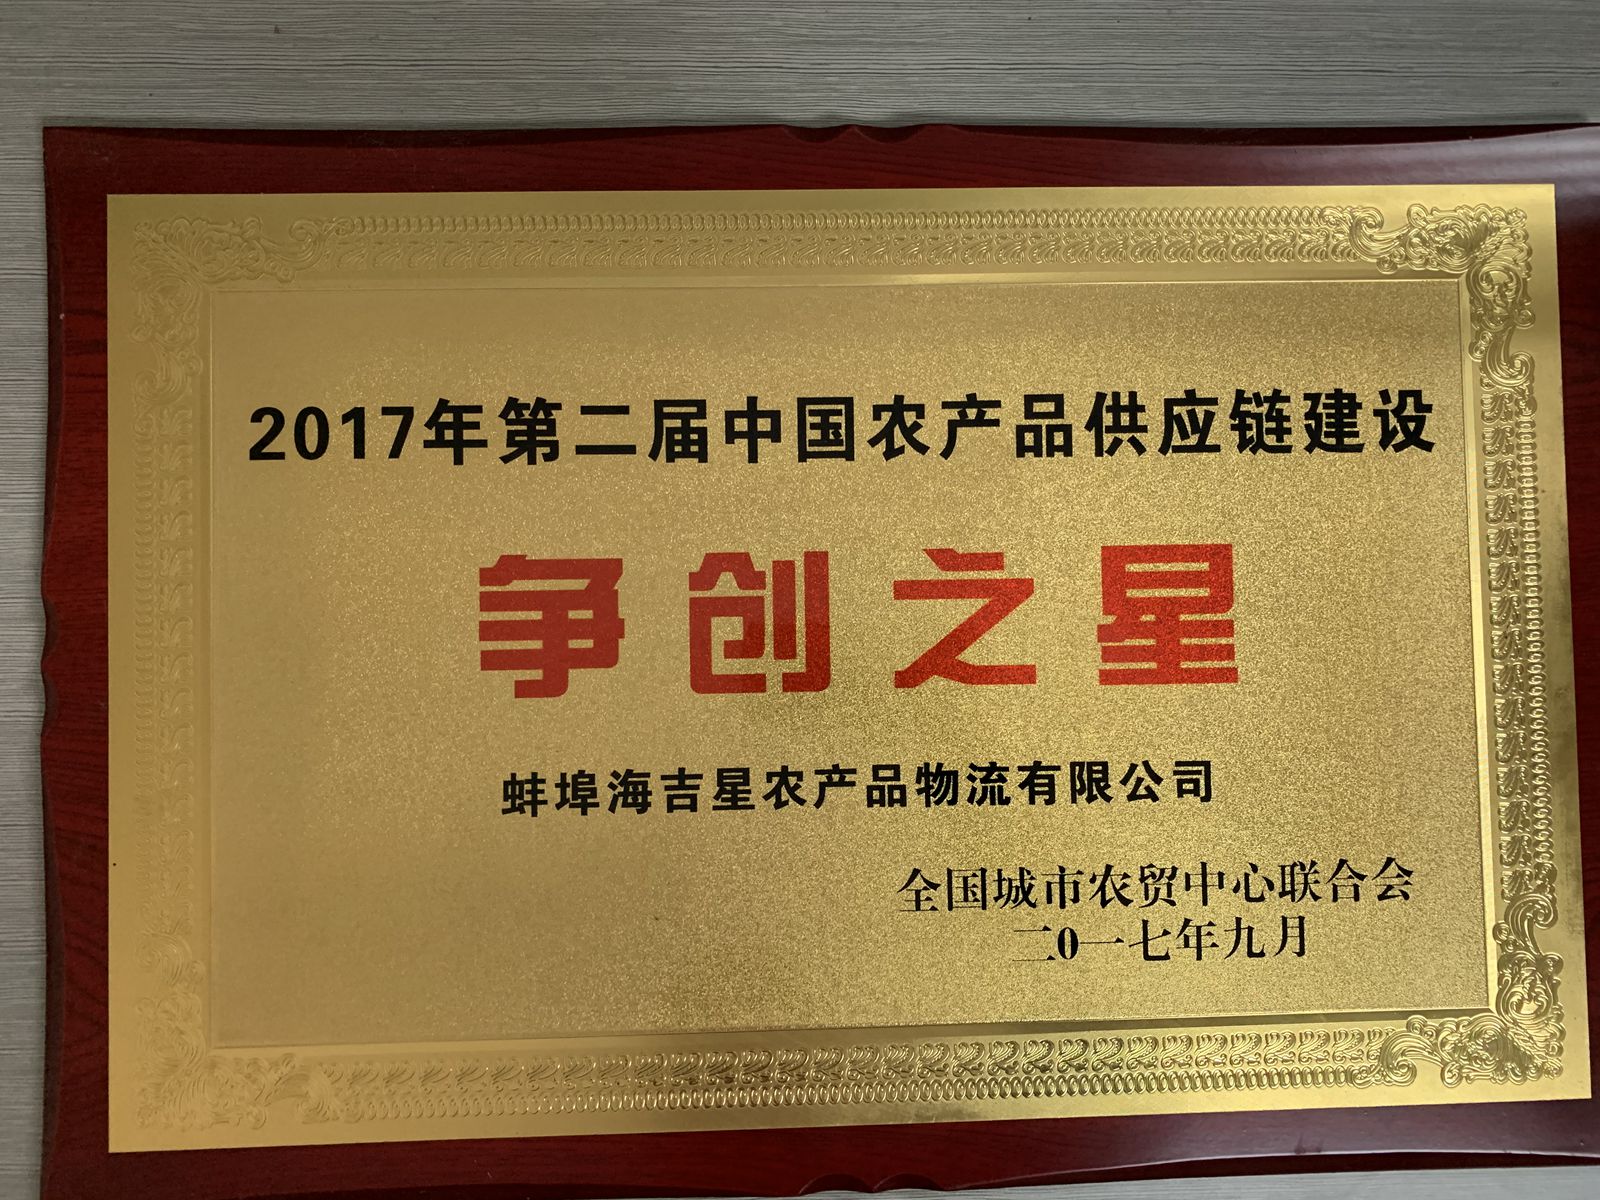 2017年第二届中国农产品供应链建设
争创之星
蚌埠海吉星农产品物流有限公司
全国城市农贸中心联合会
二0一七年九月